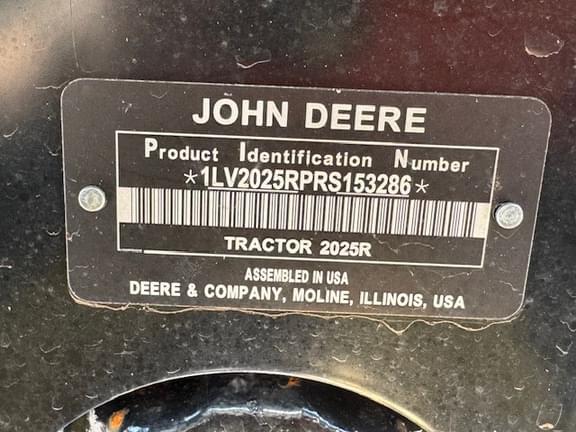 JOHN DEERE
Product Identification Number
*1LV2025RPRS153286*
TRACTOR 2025R
ASSEMBLED IN USA
DEERE & COMPANY, MOLINE, ILLINOIS, USA